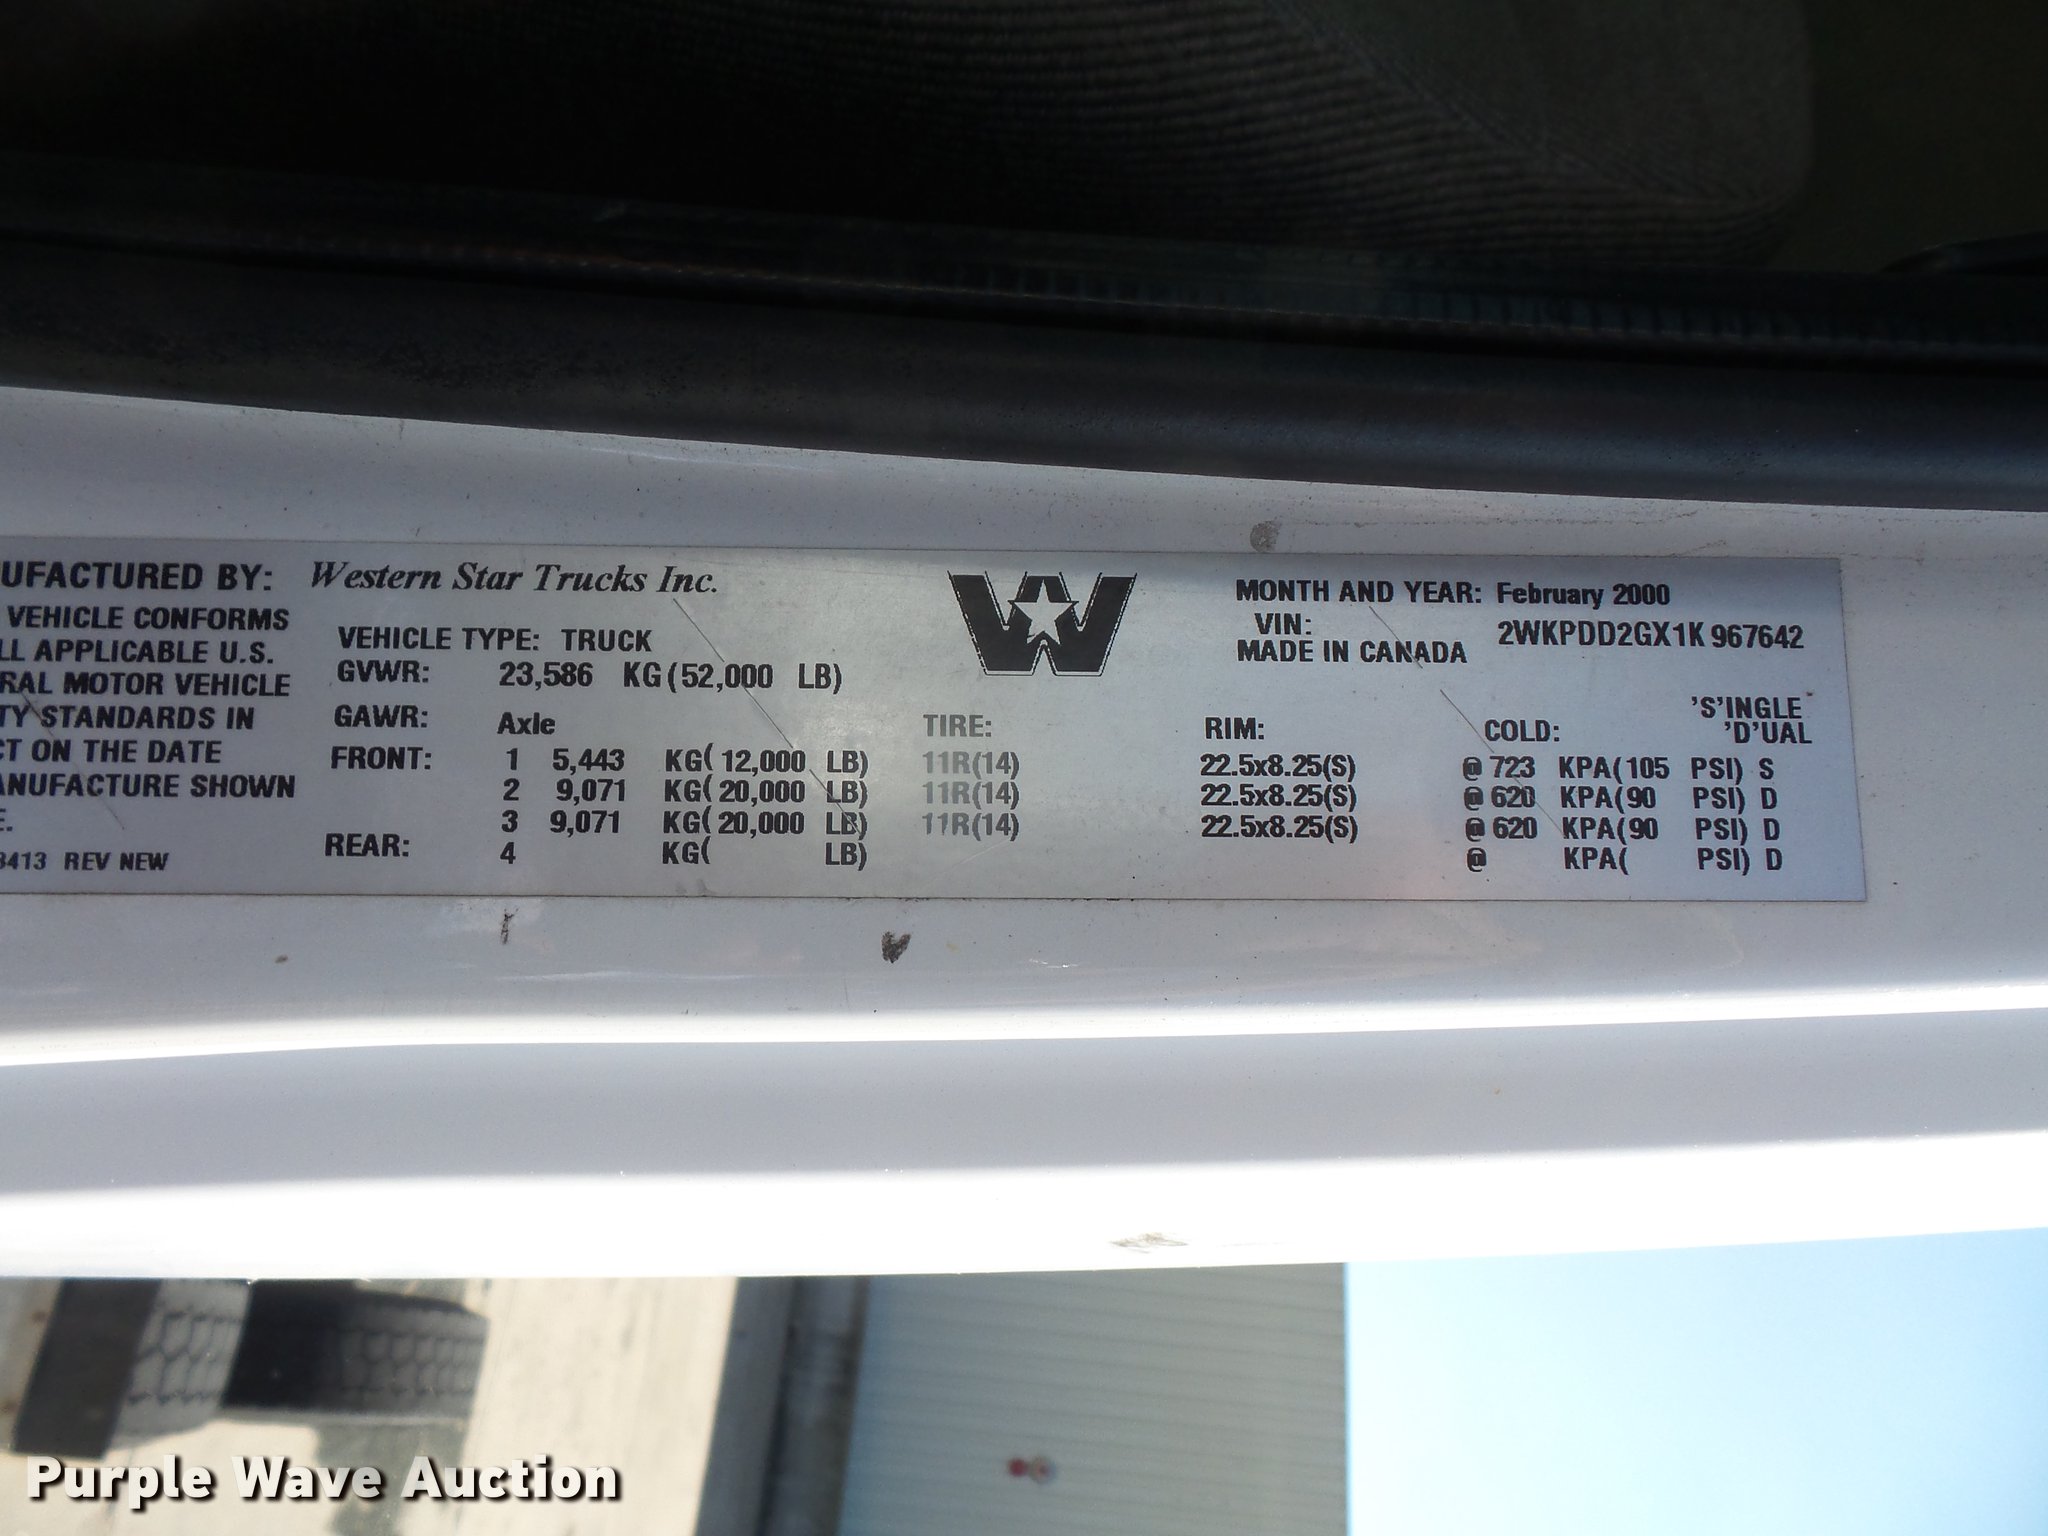 UFACTURED BY: Western Star Trucks Inc.
VEHICLE CONFORMS
LL APPLICABLE U.S.
RAL MOTOR VEHICLE
TY STANDARDS IN
CT ON THE DATE
ANUFACTURE SHOWN
E.
3413 REV NEW
VEHICLE TYPE: TRUCK
GVWR: 23,586 KG (52,000 LB)
GAWR: Axle TIRE: RIM: COLD: 'S'INGLE 'D'UAL
FRONT: 1 5,443 KG( 12,000 LB) 11R(14) 22.5x8.25(S) @ 723 KPA(105 PSI) S
2 9,071 KG( 20,000 LB) 11R(14) 22.5x8.25(S) @ 620 KPA(90 PSI) D
3 9,071 KG( 20,000 LB) 11R(14) 22.5x8.25(S) @ 620 KPA(90 PSI) D
REAR: 4 KG( LB) @ KPA( PSI) D
W
MONTH AND YEAR: February 2000
VIN: 2WKPDD2GX1K967642
MADE IN CANADA
Purple Wave Auction